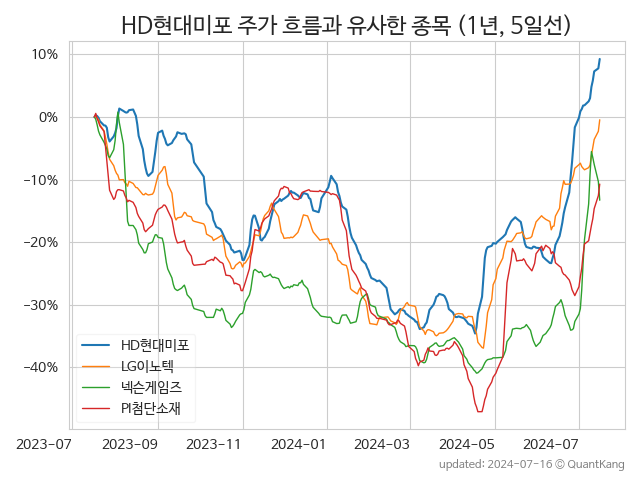 HD현대미포 주가 흐름과 유사한 종목 (1년, 5일선)
10%
0%
−10%
−20%
−30%
−40%
HD현대미포
LG이노텍
넥슨게임즈
PI첨단소재
2023-07 2023-09 2023-11 2024-01 2024-03 2024-05 2024-07
updated: 2024-07-16 © QuantKang